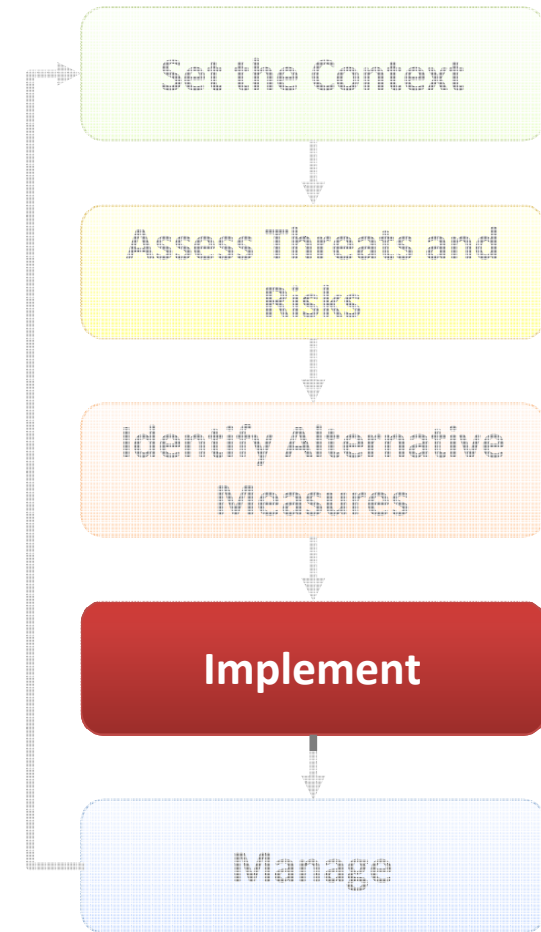 Set the Context
Assess Threats and
Risks
Identify Alternative
Measures
Implement
Manage